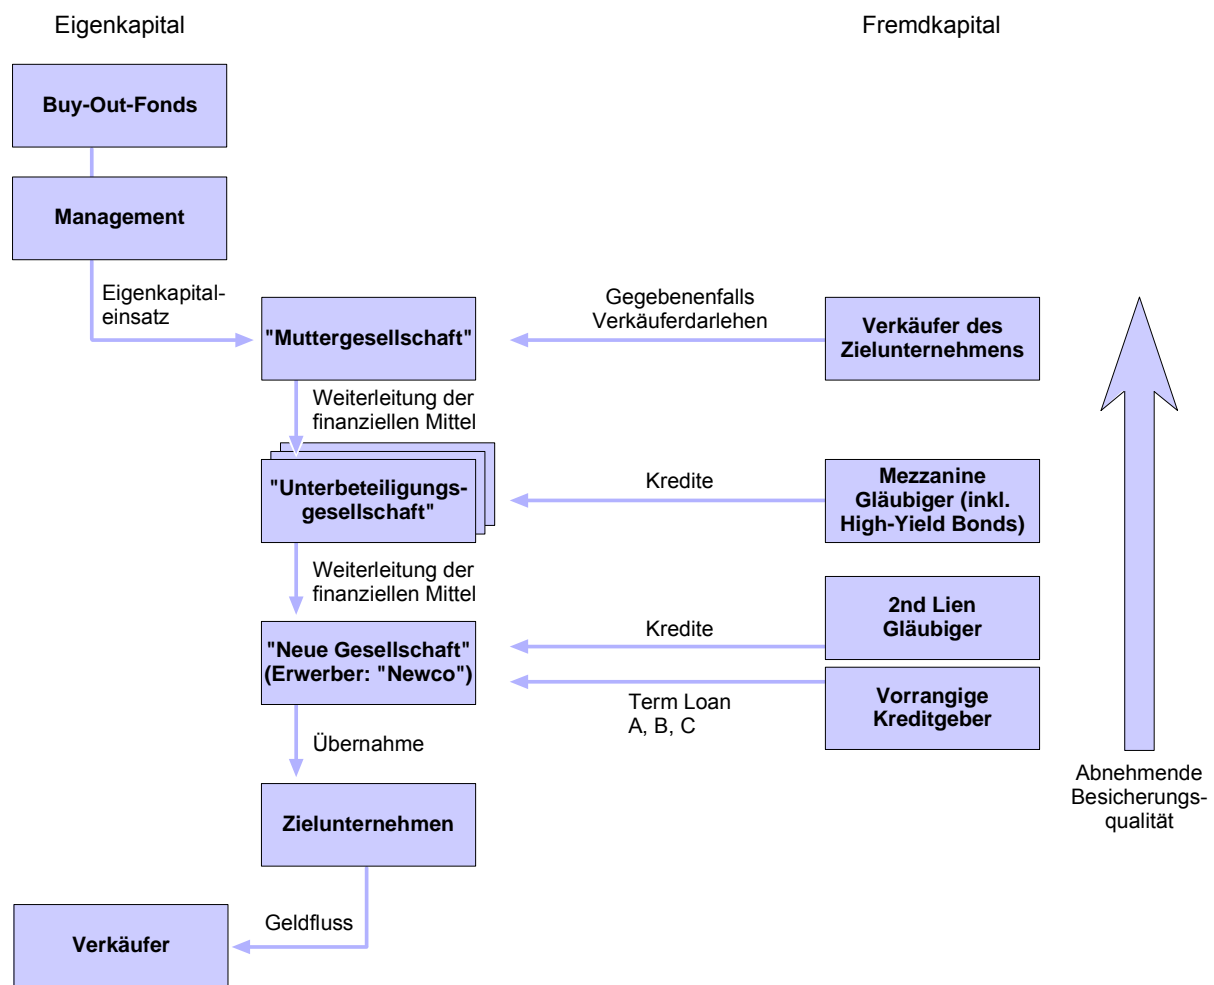 Eigenkapital
Fremdkapital
Buy-Out-Fonds
Management
Eigenkapital-
einsatz
"Muttergesellschaft"
Gegebenenfalls
Verkäuferdarlehen
Verkäufer des
Zielunternehmens
Weiterleitung der
finanziellen Mittel
"Unterbeteiligungs-
gesellschaft"
Kredite
Mezzanine
Gläubiger (inkl.
High-Yield Bonds)
Weiterleitung der
finanziellen Mittel
"Neue Gesellschaft"
(Erwerber: "Newco")
Kredite
2nd Lien
Gläubiger
Term Loan
A, B, C
Vorrangige
Kreditgeber
Übernahme
Abnehmende
Besicherungs-
qualität
Zielunternehmen
Geldfluss
Verkäufer